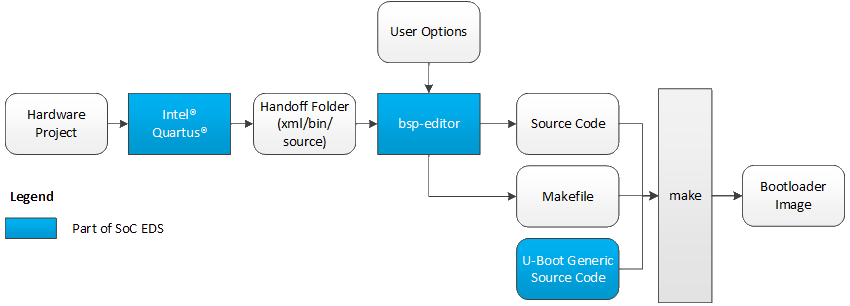 User Options
Hardware
Project
Intel®
Quartus®
Handoff Folder
(xml/bin/
source)
bsp-editor
Source Code
Makefile
U-Boot Generic
Source Code
make
Bootloader
Image
Legend
Part of SoC EDS